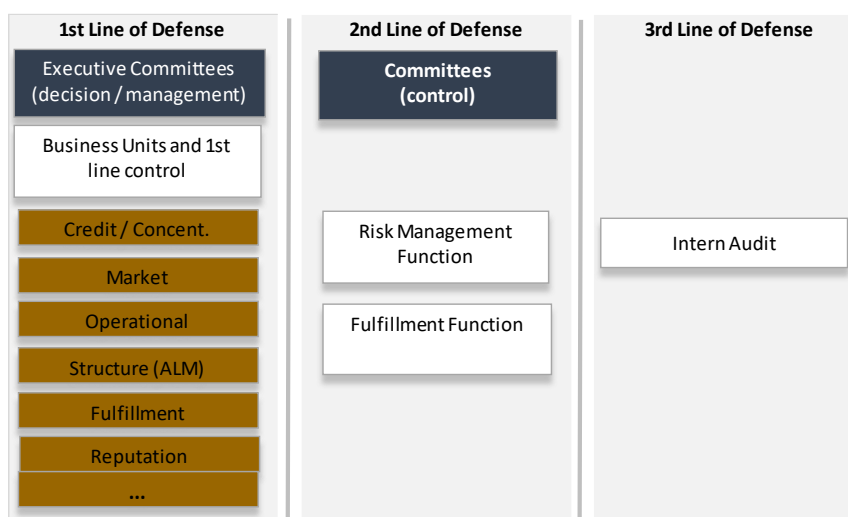 1st Line of Defense
Executive Committees
(decision / management)
Business Units and 1st
line control
Credit / Concent.
Market
Operational
Structure (ALM)
Fulfillment
Reputation
...
2nd Line of Defense
Committees
(control)
Risk Management
Function
Fulfillment Function
3rd Line of Defense
Intern Audit